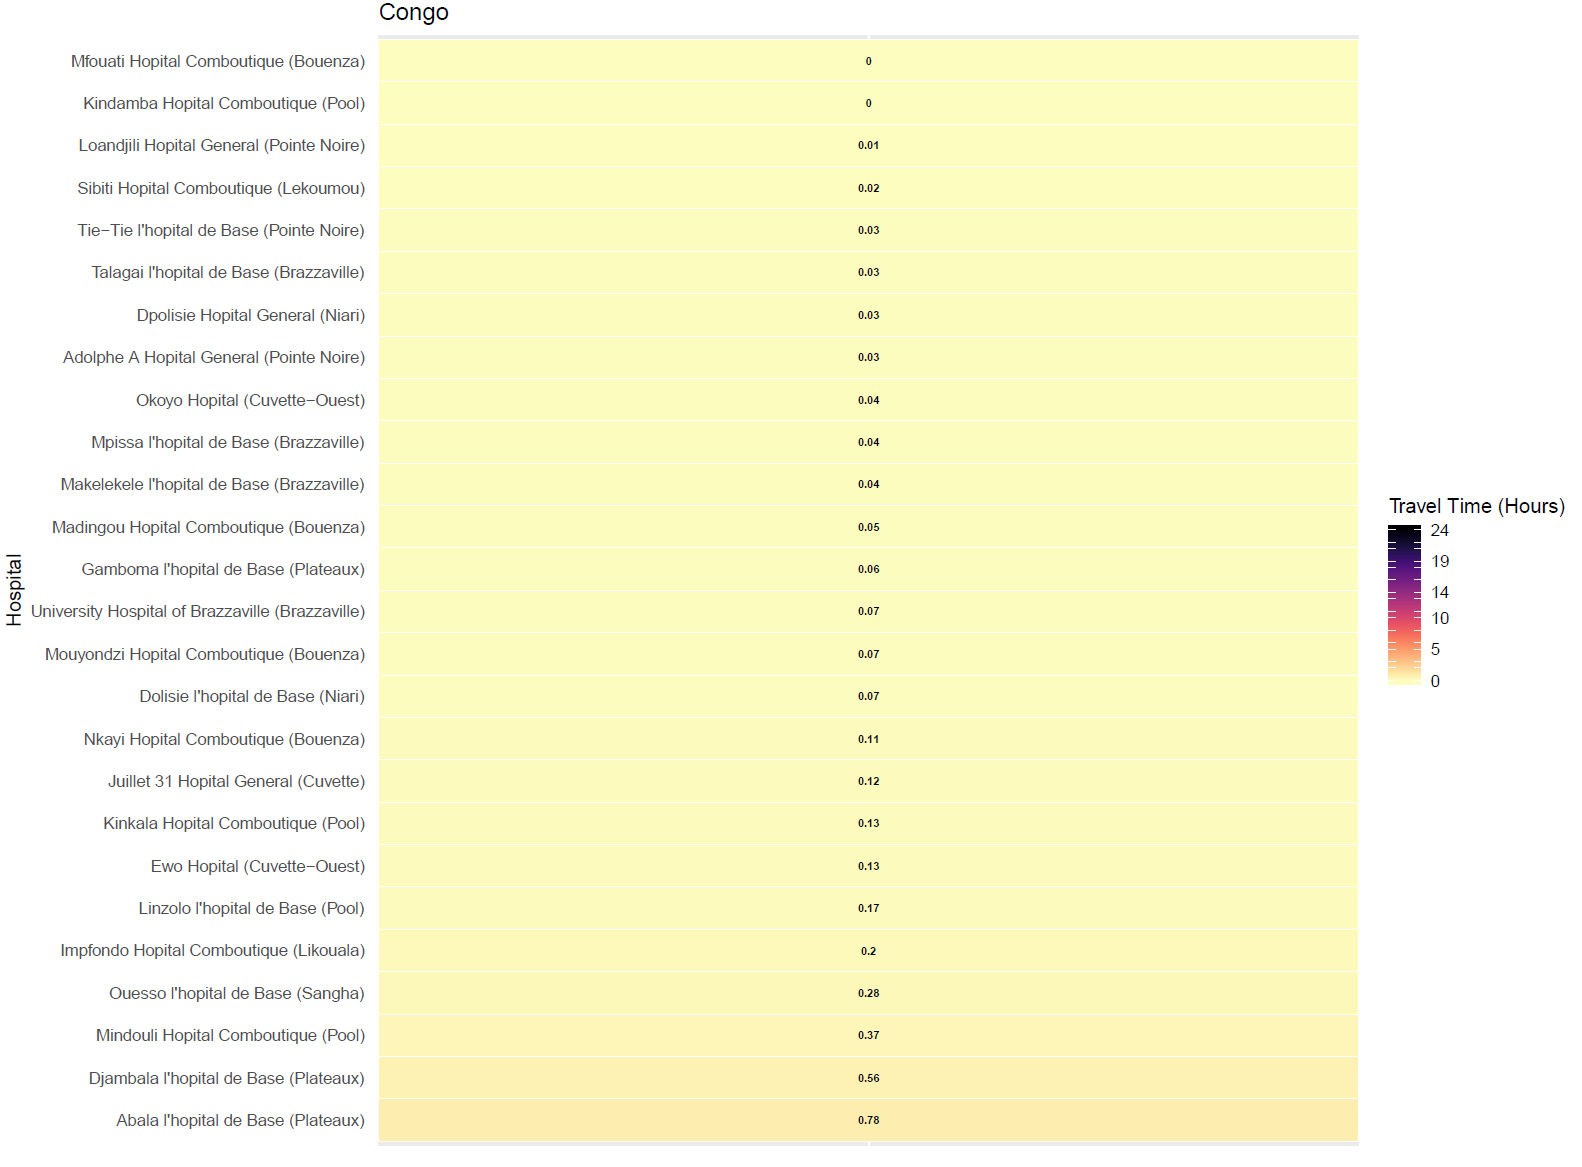 Congo
Mfouati Hopital Comboutique (Bouenza) 0
Kindamba Hopital Comboutique (Pool) 0
Loandjili Hopital General (Pointe Noire) 0.01
Sibiti Hopital Comboutique (Lekoumou) 0.02
Tie−Tie l'hopital de Base (Pointe Noire) 0.03
Talagai l'hopital de Base (Brazzaville) 0.03
Dpolisie Hopital General (Niari) 0.03
Adolphe A Hopital General (Pointe Noire) 0.03
Okoyo Hopital (Cuvette−Ouest) 0.04
Mpissa l'hopital de Base (Brazzaville) 0.04
Makelekele l'hopital de Base (Brazzaville) 0.04
Madingou Hopital Comboutique (Bouenza) 0.05
Gamboma l'hopital de Base (Plateaux) 0.06
University Hospital of Brazzaville (Brazzaville) 0.07
Mouyondzi Hopital Comboutique (Bouenza) 0.07
Dolisie l'hopital de Base (Niari) 0.07
Nkayi Hopital Comboutique (Bouenza) 0.11
Juillet 31 Hopital General (Cuvette) 0.12
Kinkala Hopital Comboutique (Pool) 0.13
Ewo Hopital (Cuvette−Ouest) 0.13
Linzolo l'hopital de Base (Pool) 0.17
Impfondo Hopital Comboutique (Likouala) 0.2
Ouesso l'hopital de Base (Sangha) 0.28
Mindouli Hopital Comboutique (Pool) 0.37
Djambala l'hopital de Base (Plateaux) 0.56
Abala l'hopital de Base (Plateaux) 0.78
Hospital
Travel Time (Hours)
24
19
14
10
5
0